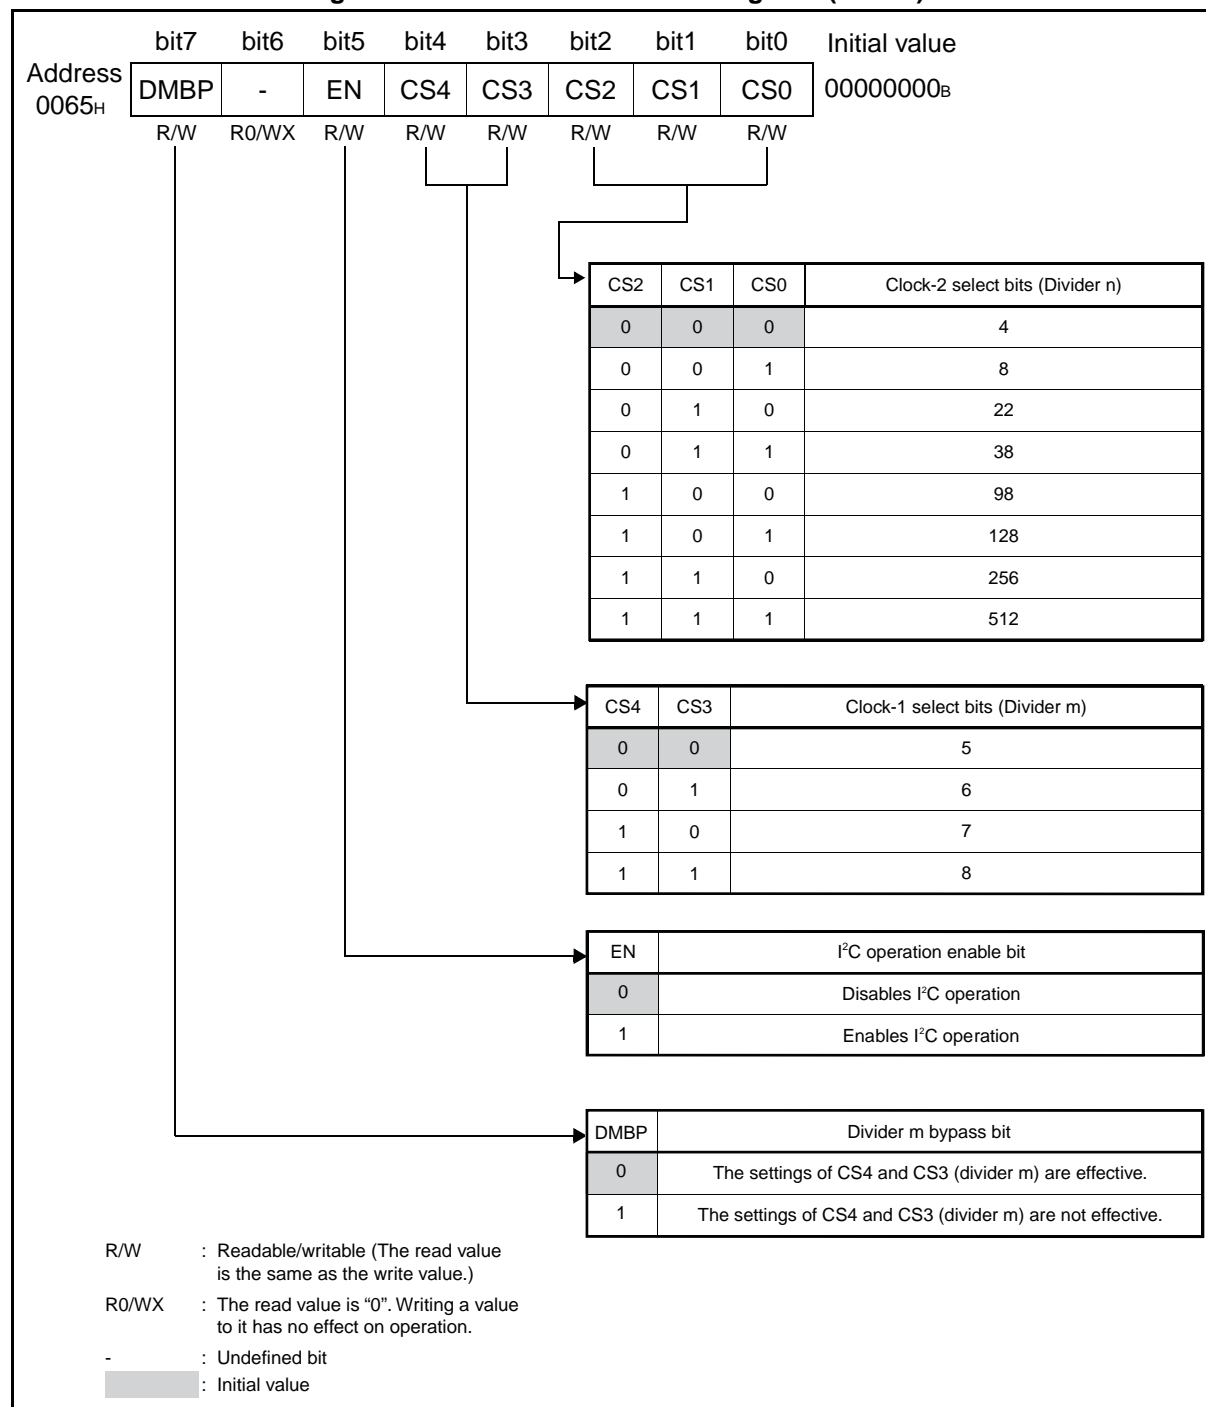 bit7 bit6 bit5 bit4 bit3 bit2 bit1 bit0 Initial value
Address
0065H
DMBP - EN CS4 CS3 CS2 CS1 CS0 00000000B
R/W R0/WX R/W R/W R/W R/W R/W R/W
CS2 CS1 CS0 Clock-2 select bits (Divider n)
0 0 0 4
0 0 1 8
0 1 0 22
0 1 1 38
1 0 0 98
1 0 1 128
1 1 0 256
1 1 1 512
CS4 CS3 Clock-1 select bits (Divider m)
0 0 5
0 1 6
1 0 7
1 1 8
EN I²C operation enable bit
0 Disables I²C operation
1 Enables I²C operation
DMBP Divider m bypass bit
0 The settings of CS4 and CS3 (divider m) are effective.
1 The settings of CS4 and CS3 (divider m) are not effective.
R/W : Readable/writable (The read value
is the same as the write value.)
R0/WX : The read value is “0”. Writing a value
to it has no effect on operation.
- : Undefined bit
: Initial value